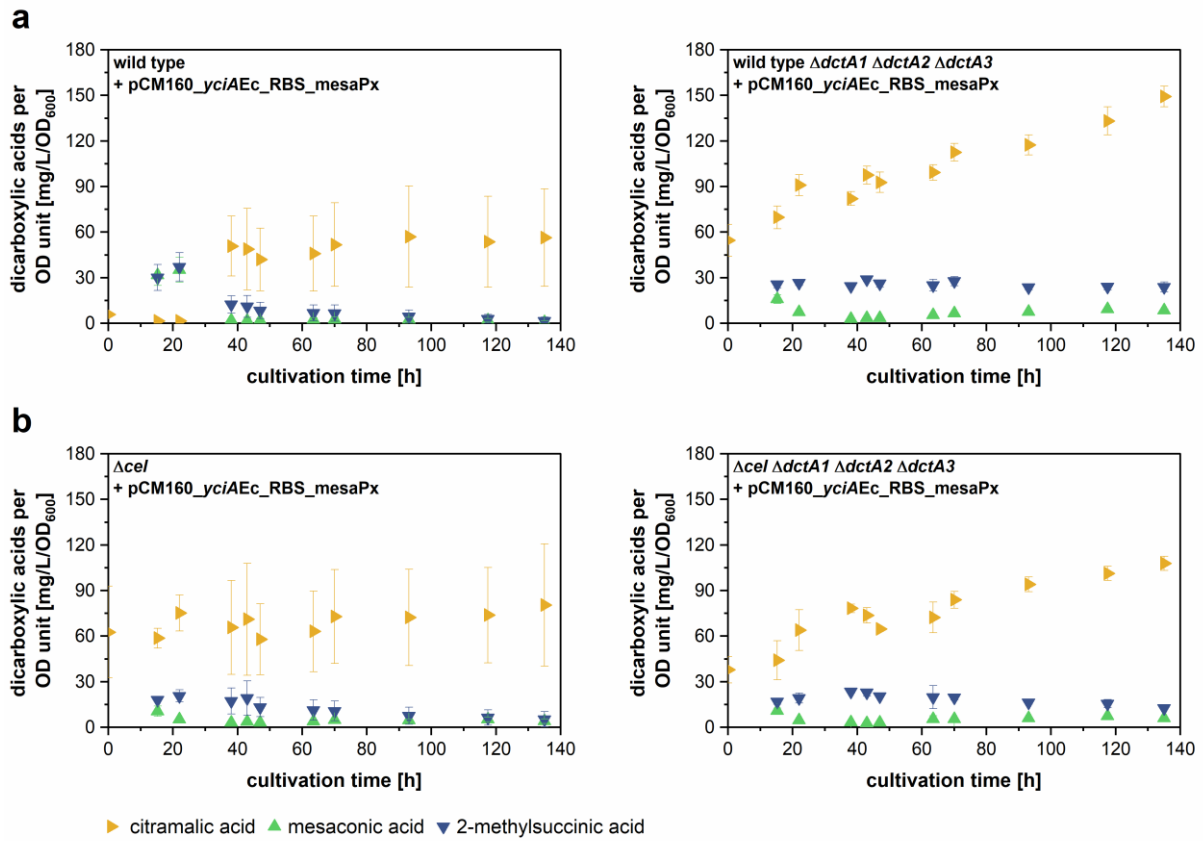 a
wild type
+ pCM160_yciAEc_RBS_mesaPx
dicarboxylic acids per
OD unit [mg/L/OD600]
180
150
120
90
60
30
0
0 20 40 60 80 100 120 140
cultivation time [h]
wild type ΔdctA1 ΔdctA2 ΔdctA3
+ pCM160_yciAEc_RBS_mesaPx
dicarboxylic acids per
OD unit [mg/L/OD600]
180
150
120
90
60
30
0
0 20 40 60 80 100 120 140
cultivation time [h]
b
Δcel
+ pCM160_yciAEc_RBS_mesaPx
dicarboxylic acids per
OD unit [mg/L/OD600]
180
150
120
90
60
30
0
0 20 40 60 80 100 120 140
cultivation time [h]
Δcel ΔdctA1 ΔdctA2 ΔdctA3
+ pCM160_yciAEc_RBS_mesaPx
dicarboxylic acids per
OD unit [mg/L/OD600]
180
150
120
90
60
30
0
0 20 40 60 80 100 120 140
cultivation time [h]
citramalic acid mesaconic acid 2-methylsuccinic acid